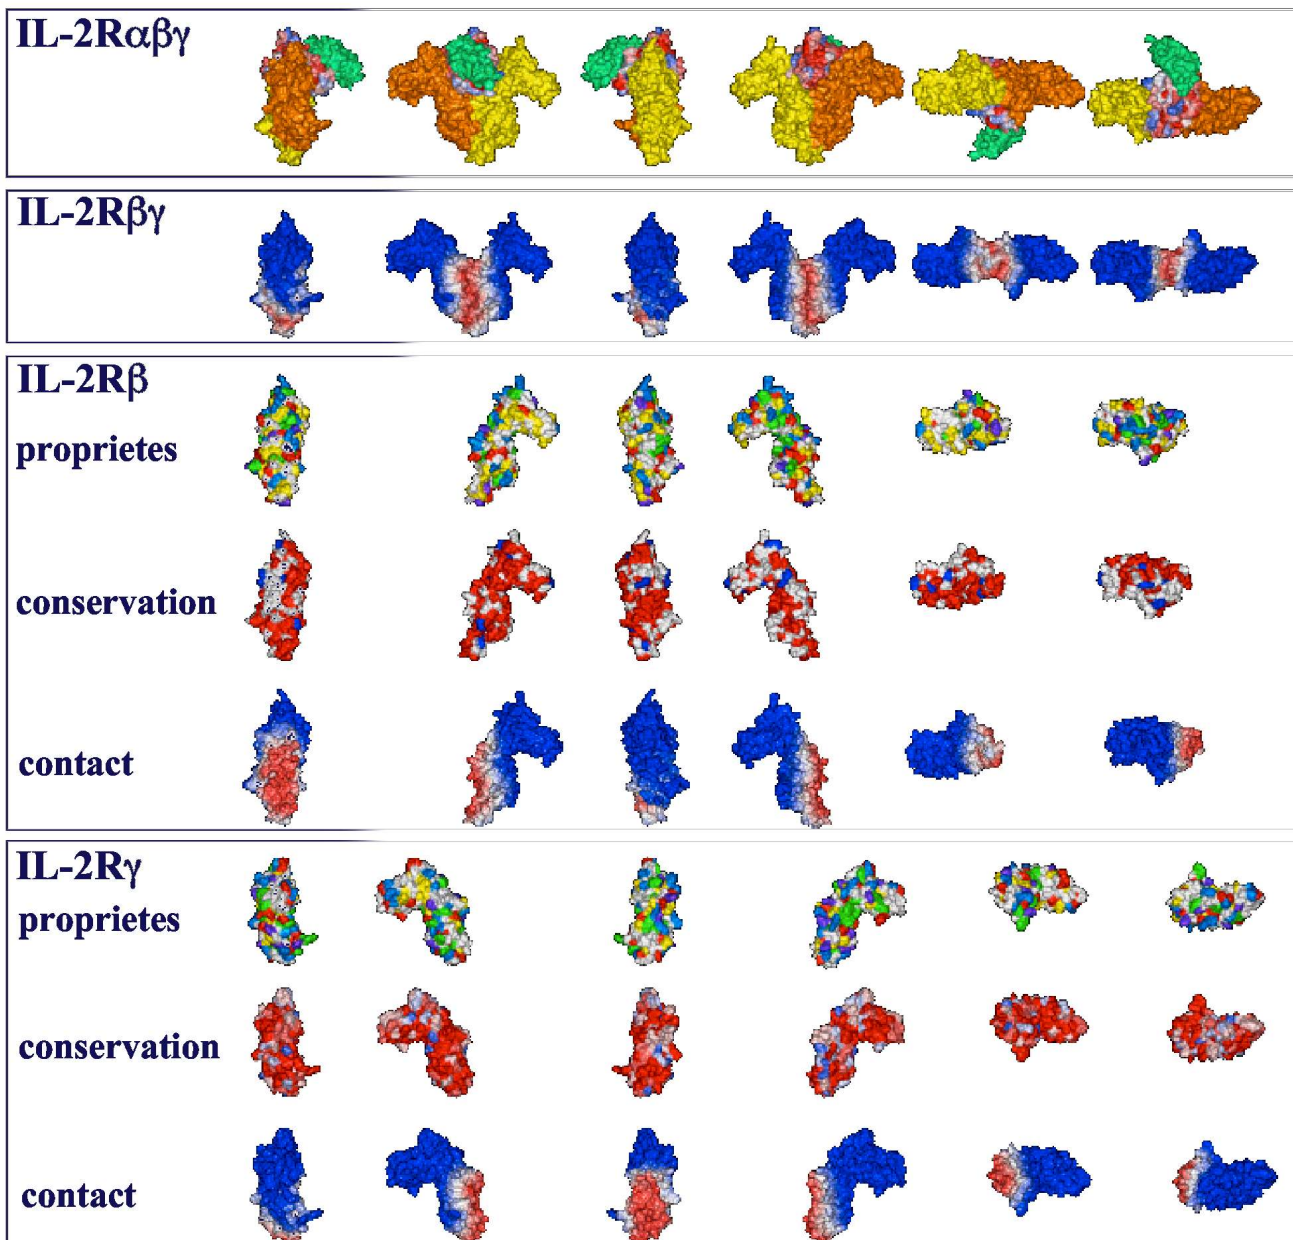 IL-2Rαβγ
IL-2Rβγ
IL-2Rβ
proprietes
conservation
contact
IL-2Rγ
proprietes
conservation
contact